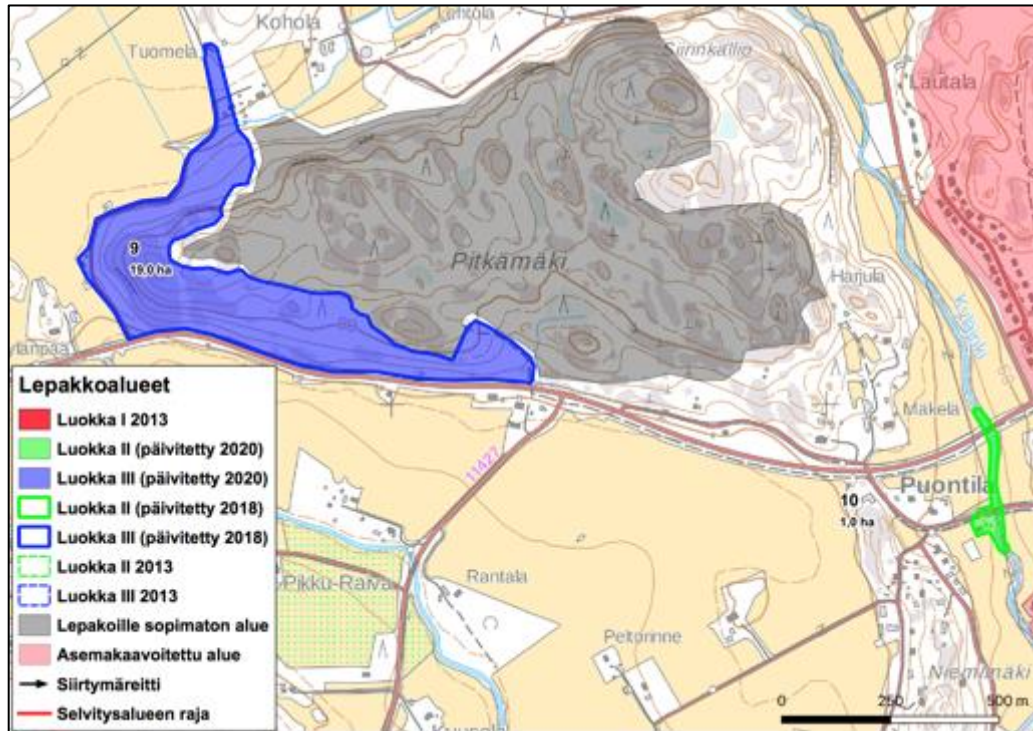 Kohola
Lehtola
Tuomela
Siirinkallio
Lautala
9
19,0 ha
Pitkämäki
Harjula
Mäkelä
11427
Puontila
10
1,0 ha
Pikku-Raiva
Rantala
Peltorinne
Niemimäki
Lepakkoalueet
Luokka I 2013
Luokka II (päivitetty 2020)
Luokka III (päivitetty 2020)
Luokka II (päivitetty 2018)
Luokka III (päivitetty 2018)
Luokka II 2013
Luokka III 2013
Lepakoille sopimaton alue
Asemakaavoitettu alue
Siirtymäreitti
Selvitysalueen raja
0 250 500 m